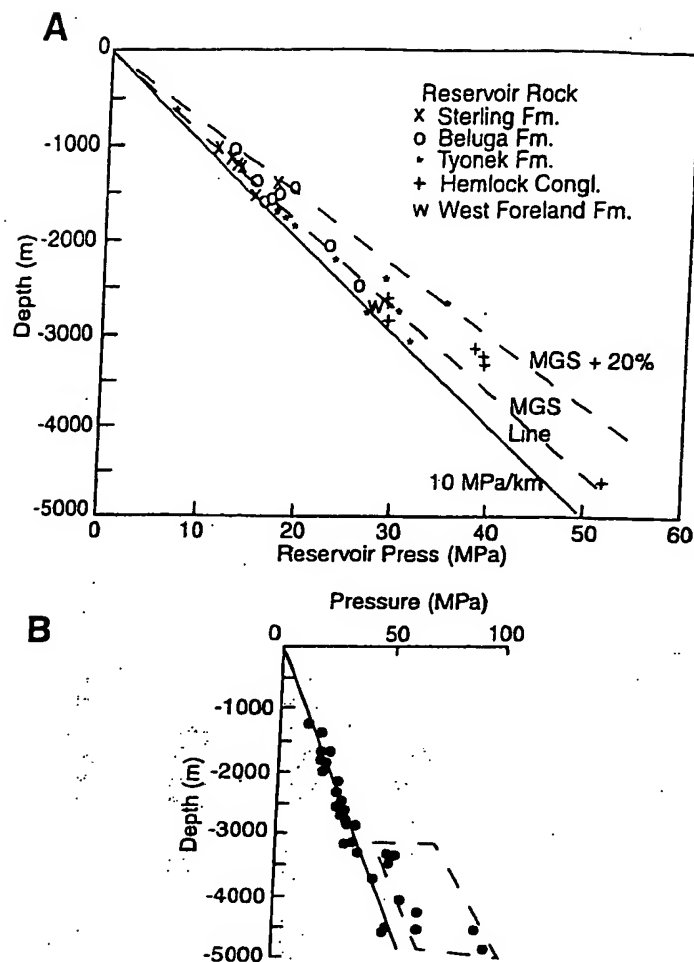 A
0
-1000
-2000
-3000
-4000
-5000
Depth (m)
Reservoir Rock
x Sterling Fm.
o Beluga Fm.
• Tyonek Fm.
+ Hemlock Congl.
w West Foreland Fm.
MGS + 20%
MGS
Line
10 MPa/km
0 10 20 30 40 50 60
Reservoir Press (MPa)
B
Pressure (MPa)
0 50 100
-1000
-2000
-3000
-4000
-5000
Depth (m)